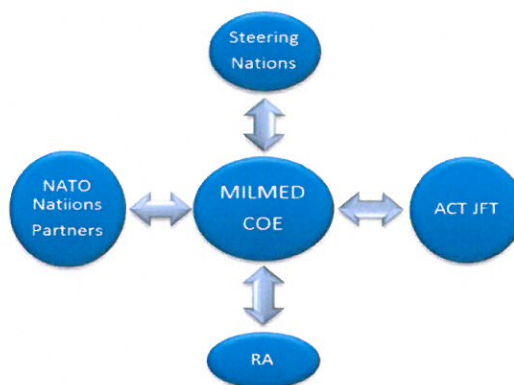 Steering
Nations
NATO
Natiions
Partners
MILMED
COE
ACT JFT
RA